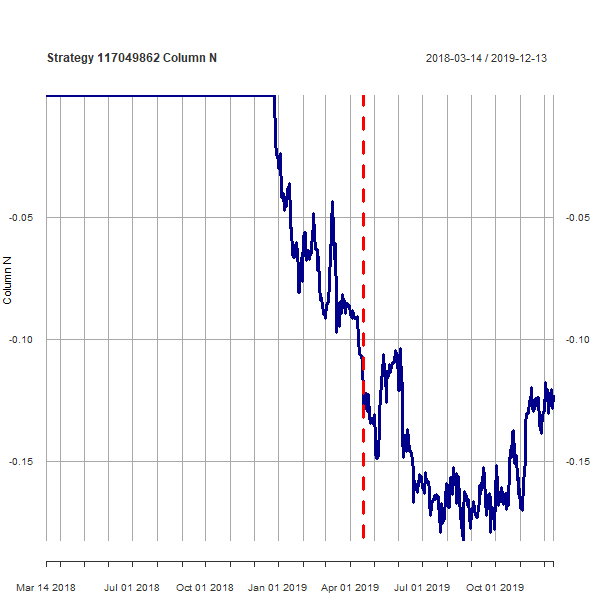 Strategy 117049862 Column N
2018-03-14 / 2019-12-13
-0.05 -0.05
Column N
-0.10 -0.10
-0.15 -0.15
Mar 14 2018 Jul 01 2018 Oct 01 2018 Jan 01 2019 Apr 01 2019 Jul 01 2019 Oct 01 2019